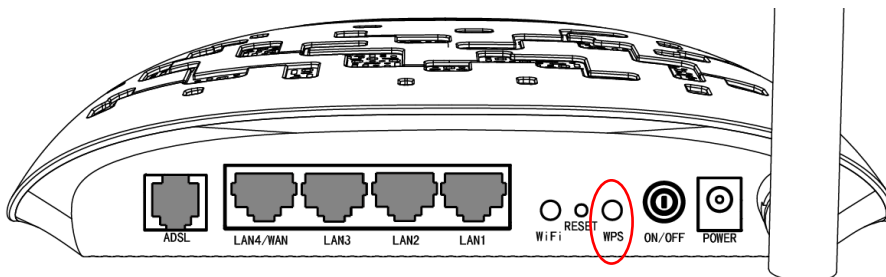 ADSL
LAN4/WAN
LAN3
LAN2
LAN1
WiFi
RESET
WPS
ON/OFF
POWER